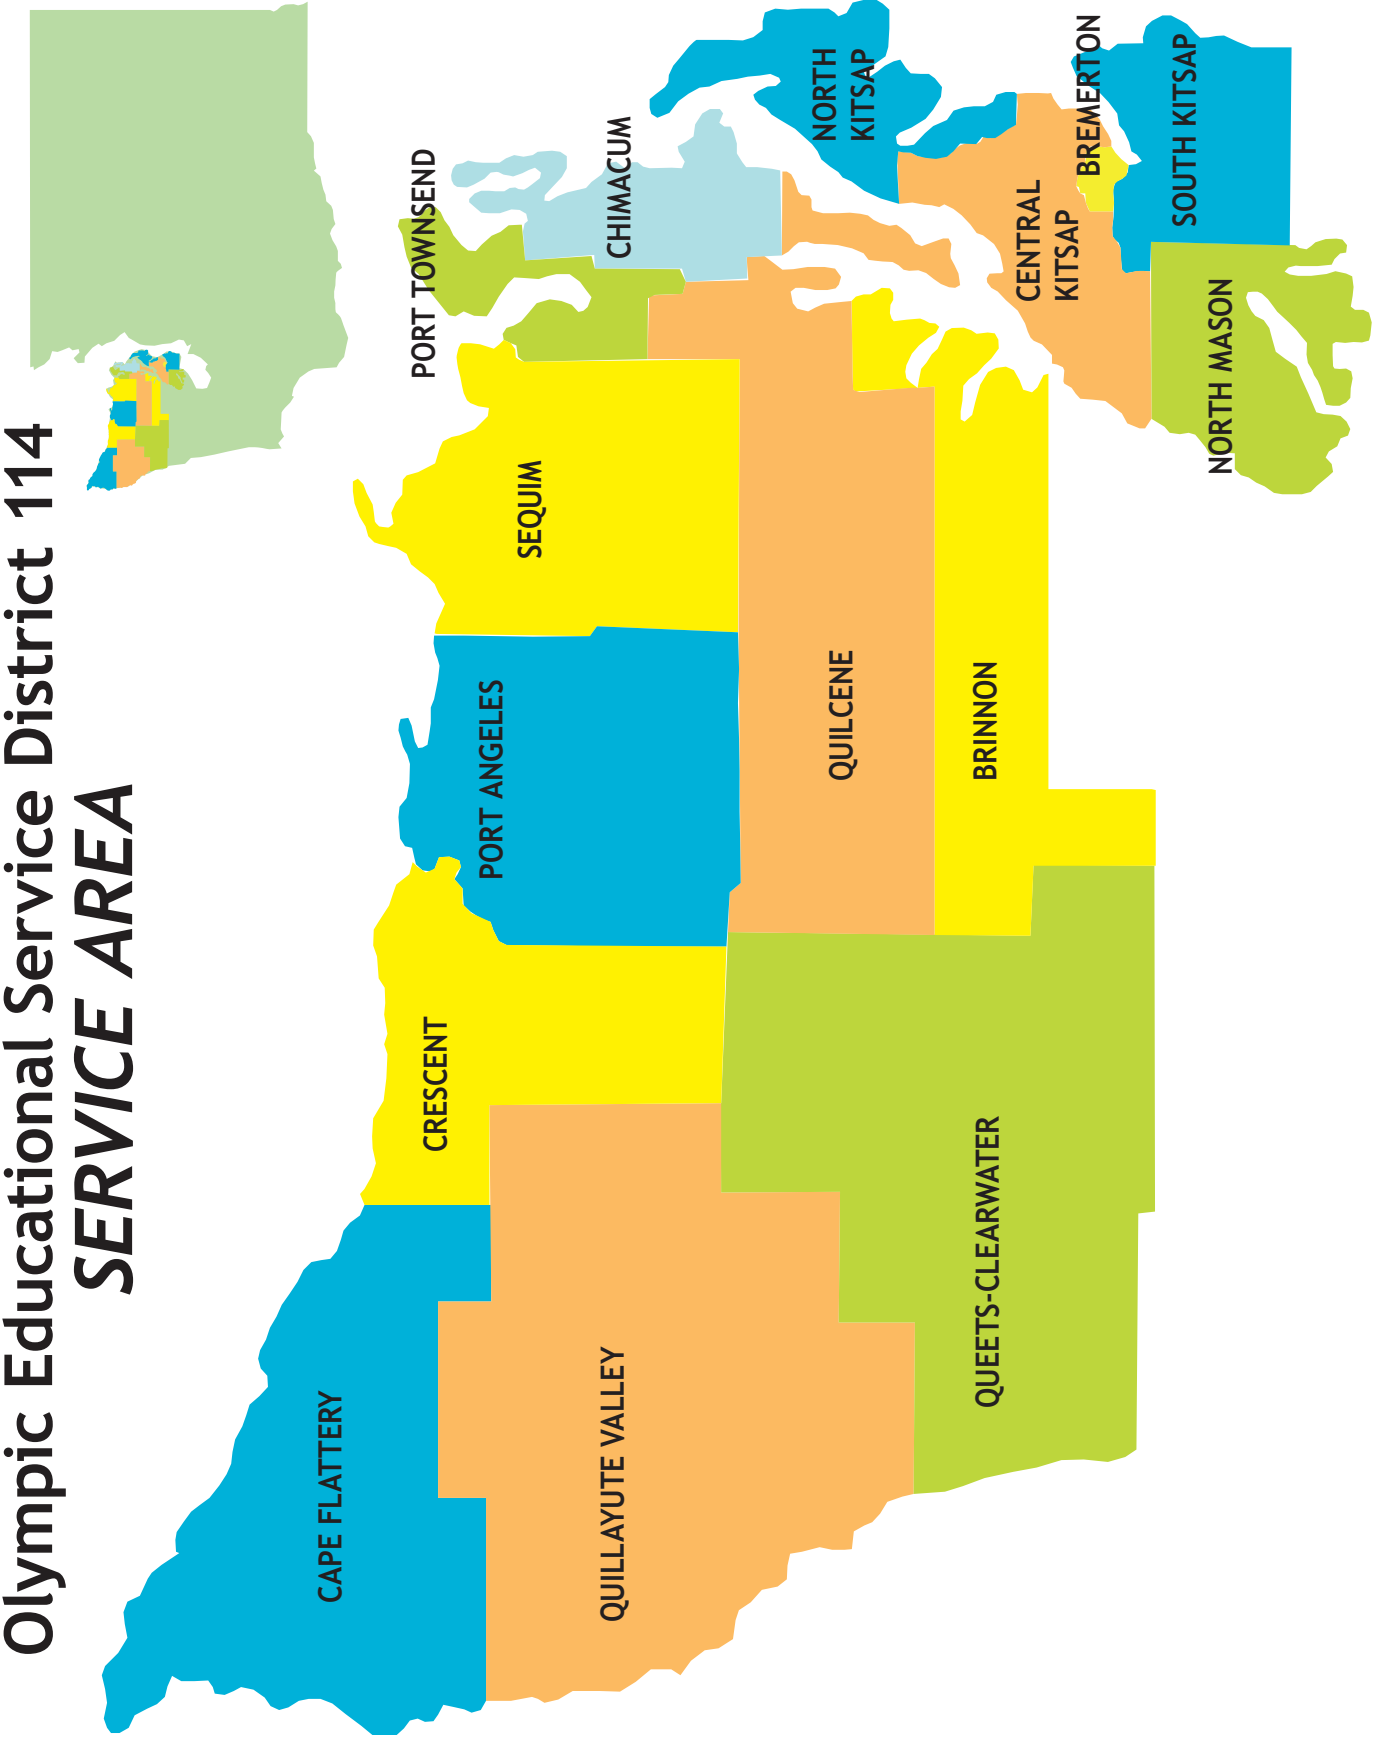 Olympic Educational Service District 114
SERVICE AREA
CAPE FLATTERY
CRESCENT
PORT ANGELES
SEQUIM
PORT TOWNSEND
CHIMACUM
QUILLAYUTE VALLEY
QUILCENE
NORTH
KITSAP
QUEETS-CLEARWATER
BRINNON
CENTRAL
KITSAP
BREMERTON
SOUTH KITSAP
NORTH MASON